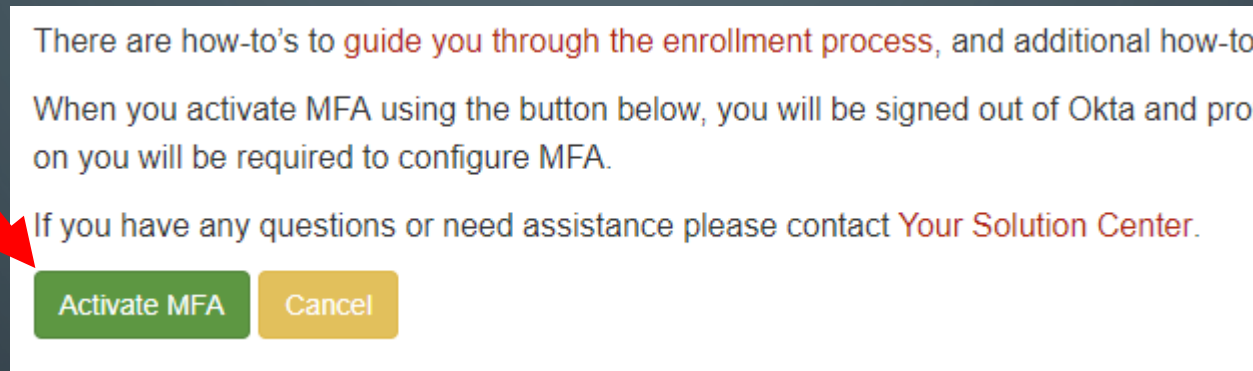 There are how-to's to guide you through the enrollment process, and additional how-to
When you activate MFA using the button below, you will be signed out of Okta and pro
on you will be required to configure MFA.
If you have any questions or need assistance please contact Your Solution Center.
Activate MFA Cancel